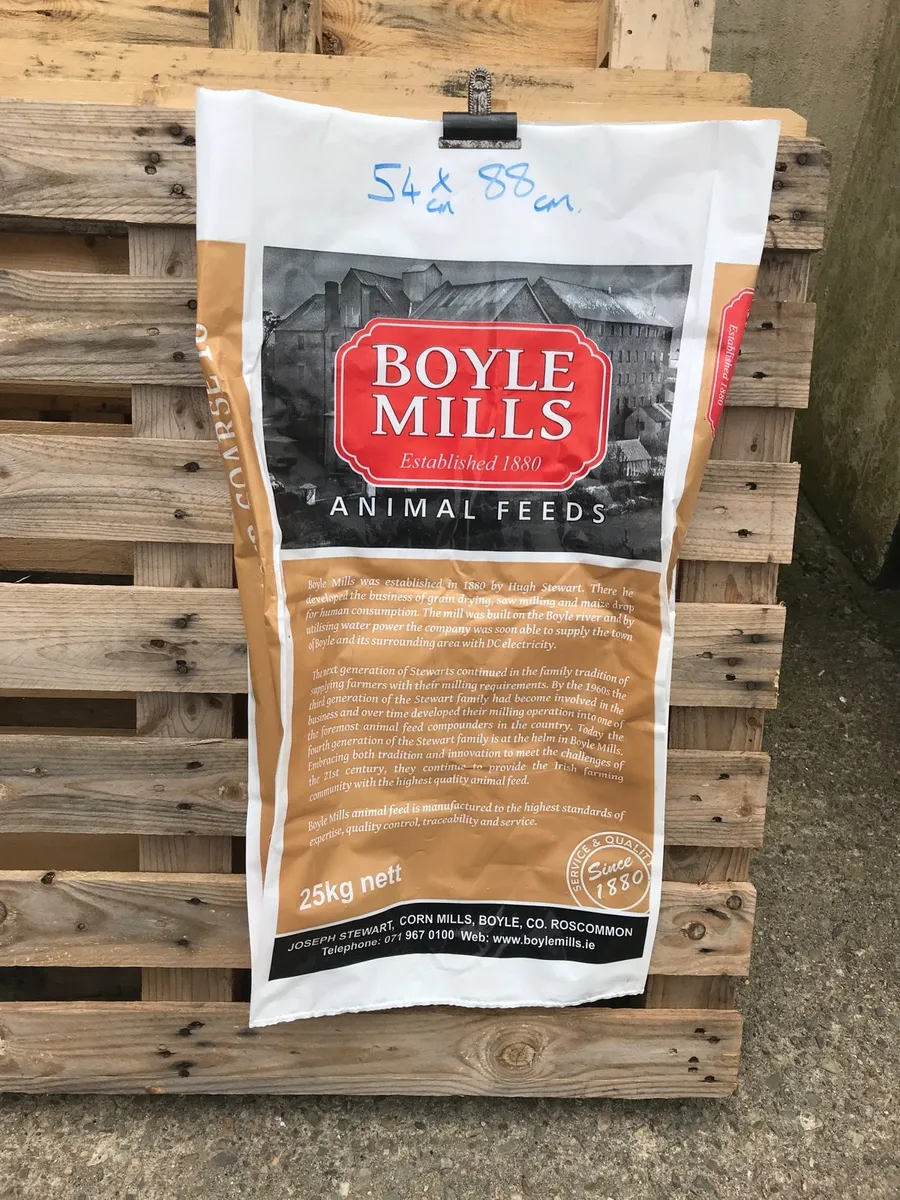 54 x 88
cm cm.
BOYLE
MILLS
Established 1880
ANIMAL FEEDS
Established 1880
COARSE 16
Boyle Mills was established in 1880 by Hugh Stewart. There he
developed the business of grain drying, saw milling and maize drop
for human consumption. The mill was built on the Boyle river and by
utilising water power the company was soon able to supply the town
of Boyle and its surrounding area with DC electricity.
The next generation of Stewarts continued in the family tradition of
supplying farmers with their milling requirements. By the 1960s the
third generation of the Stewart family had become involved in the
business and over time developed their milling operation into one of
the foremost animal feed compounders in the country. Today the
fourth generation of the Stewart family is at the helm in Boyle Mills.
Embracing both tradition and innovation to meet the challenges of
the 21st century, they continue to provide the Irish farming
community with the highest quality animal feed.
Boyle Mills animal feed is manufactured to the highest standards of
expertise, quality control, traceability and service.
25kg nett
SERVICE & QUALITY
Since
1880
JOSEPH STEWART, CORN MILLS, BOYLE, CO. ROSCOMMON
Telephone: 071 967 0100 Web: www.boylemills.ie